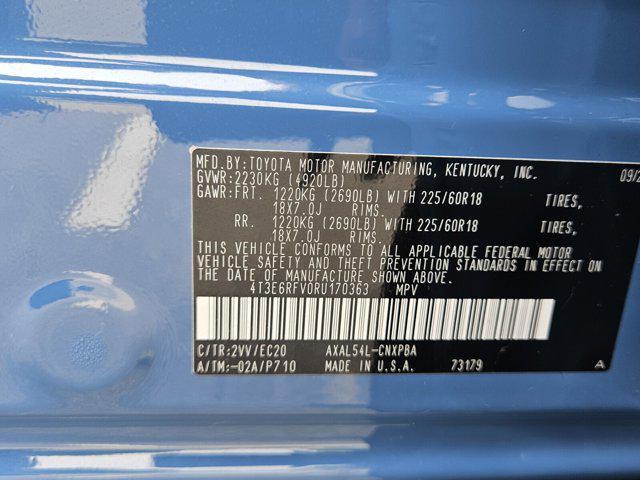 MFD.BY:TOYOTA MOTOR MANUFACTURING, KENTUCKY, INC. 09/2
GVWR:2230KG (4920LB)
GAWR:FRT. 1220KG (2690LB) WITH 225/60R18 TIRES,
18X7.0J RIMS.
RR. 1220KG (2690LB) WITH 225/60R18 TIRES,
18X7.0J RIMS.
THIS VEHICLE CONFORMS TO ALL APPLICABLE FEDERAL MOTOR
VEHICLE SAFETY AND THEFT PREVENTION STANDARDS IN EFFECT ON
THE DATE OF MANUFACTURE SHOWN ABOVE.
4T3E6RFV0RU170363 MPV
C/TR:2VV/EC20 AXAL54L-CNXPBA
A/TM:-02A/P710 MADE IN U.S.A. 73179 A